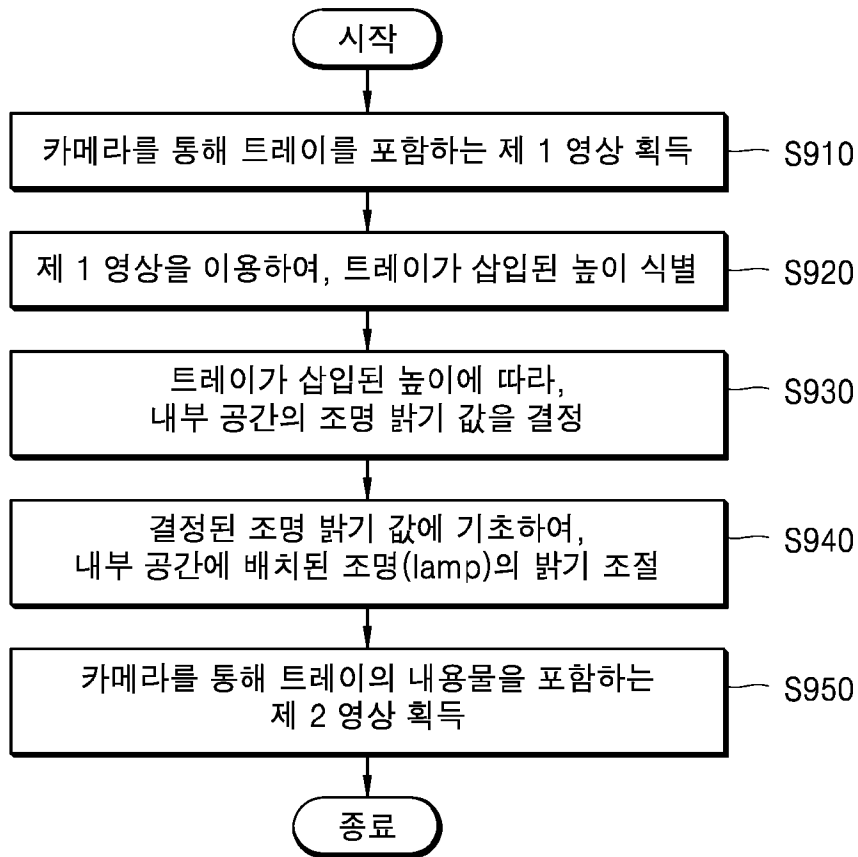 시작
카메라를 통해 트레이를 포함하는 제 1 영상 획득
S910
제 1 영상을 이용하여, 트레이가 삽입된 높이 식별
S920
트레이가 삽입된 높이에 따라,
내부 공간의 조명 밝기 값을 결정
S930
결정된 조명 밝기 값에 기초하여,
내부 공간에 배치된 조명(lamp)의 밝기 조절
S940
카메라를 통해 트레이의 내용물을 포함하는
제 2 영상 획득
S950
종료